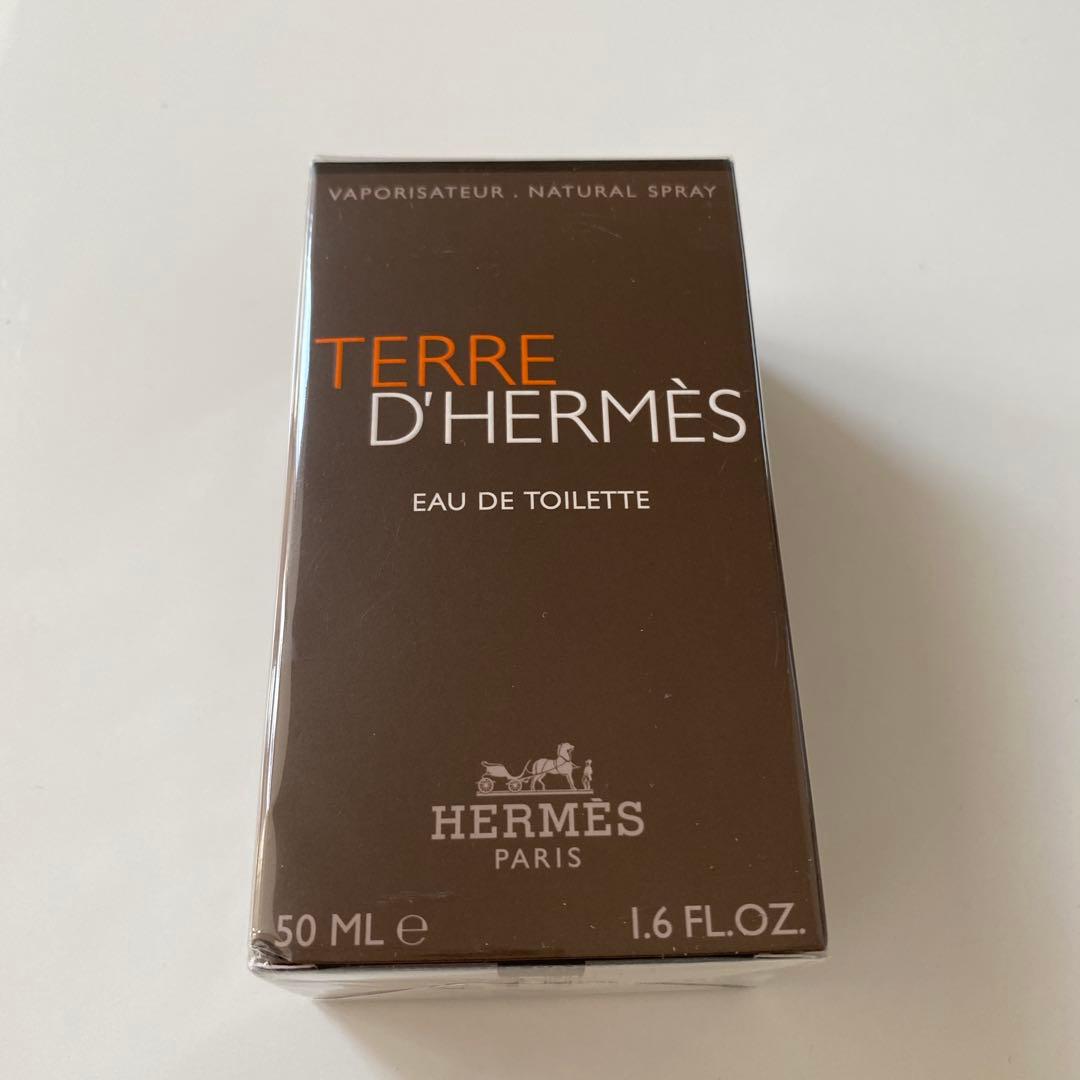 VAPORISATEUR . NATURAL SPRAY
TERRE
D'HERMÈS
EAU DE TOILETTE
HERMÈS
PARIS
50 ML ℮
1.6 FL.OZ.